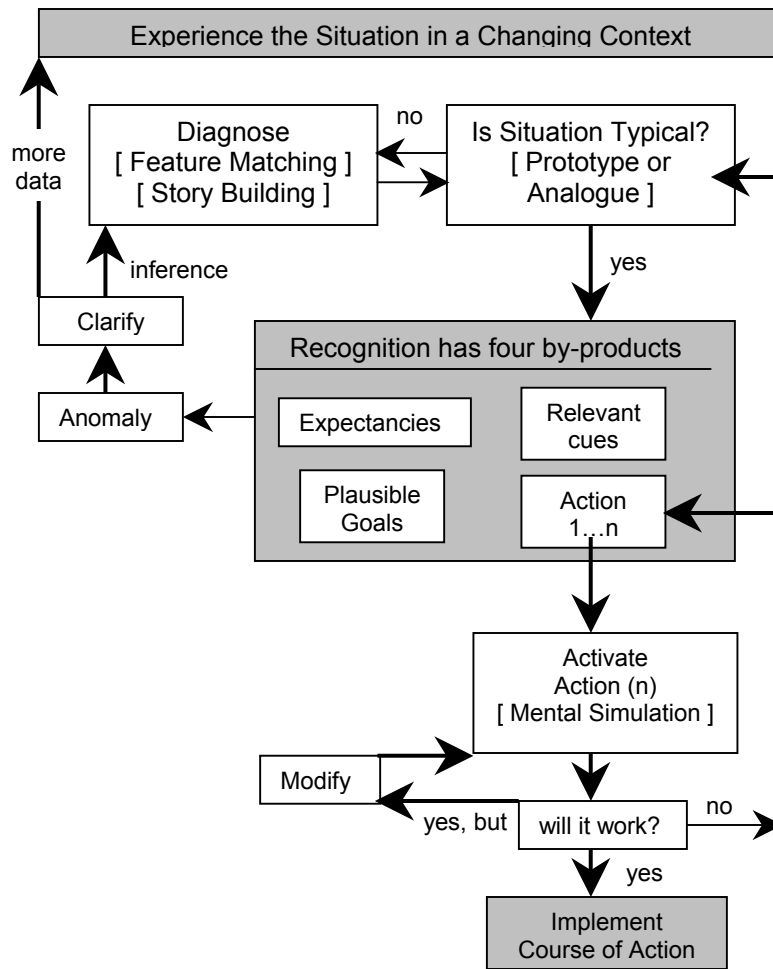 Experience the Situation in a Changing Context
no
Diagnose
[ Feature Matching ]
[ Story Building ]
Is Situation Typical?
[ Prototype or
Analogue ]
more
data
inference
yes
Clarify
Recognition has four by-products
Anomaly
Expectancies
Relevant
cues
Plausible
Goals
Action
1...n
Activate
Action (n)
[ Mental Simulation ]
Modify
yes, but
will it work?
no
yes
Implement
Course of Action